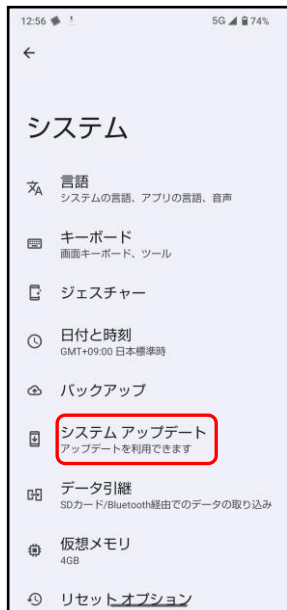 12:56 5G 74%
システム
言語
システムの言語、アプリの言語、音声
キーボード
画面キーボード、ツール
ジェスチャー
日付と時刻
GMT+09:00 日本標準時
バックアップ
システム アップデート
アップデートを利用できます
データ引継
SDカード/Bluetooth経由でのデータの取り込み
仮想メモリ
4GB
リセット オプション